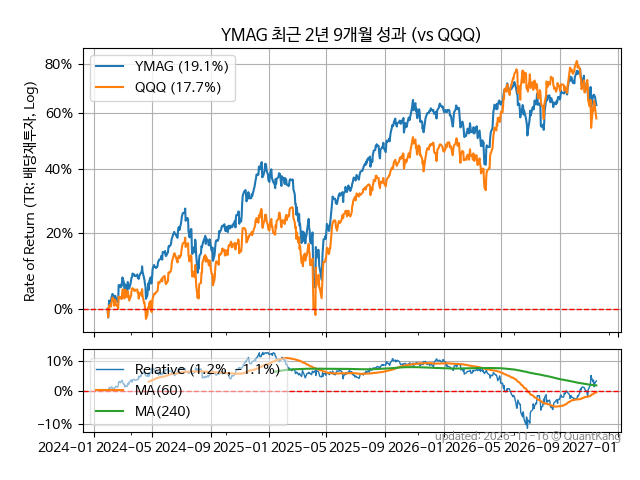 YMAG 최근 2년 9개월 성과 (vs QQQ)
Rate of Return (TR: 배당재투자, Log)
80%
60%
40%
20%
0%
YMAG (19.1%)
QQQ (17.7%)
10%
0%
−10%
Relative (1.2%, −1.1%)
MA(60)
MA(240)
updated: 2026-11-16 © QuantKang
2024-01 2024-05 2024-09 2025-01 2025-05 2025-09 2026-01 2026-05 2026-09 2027-01